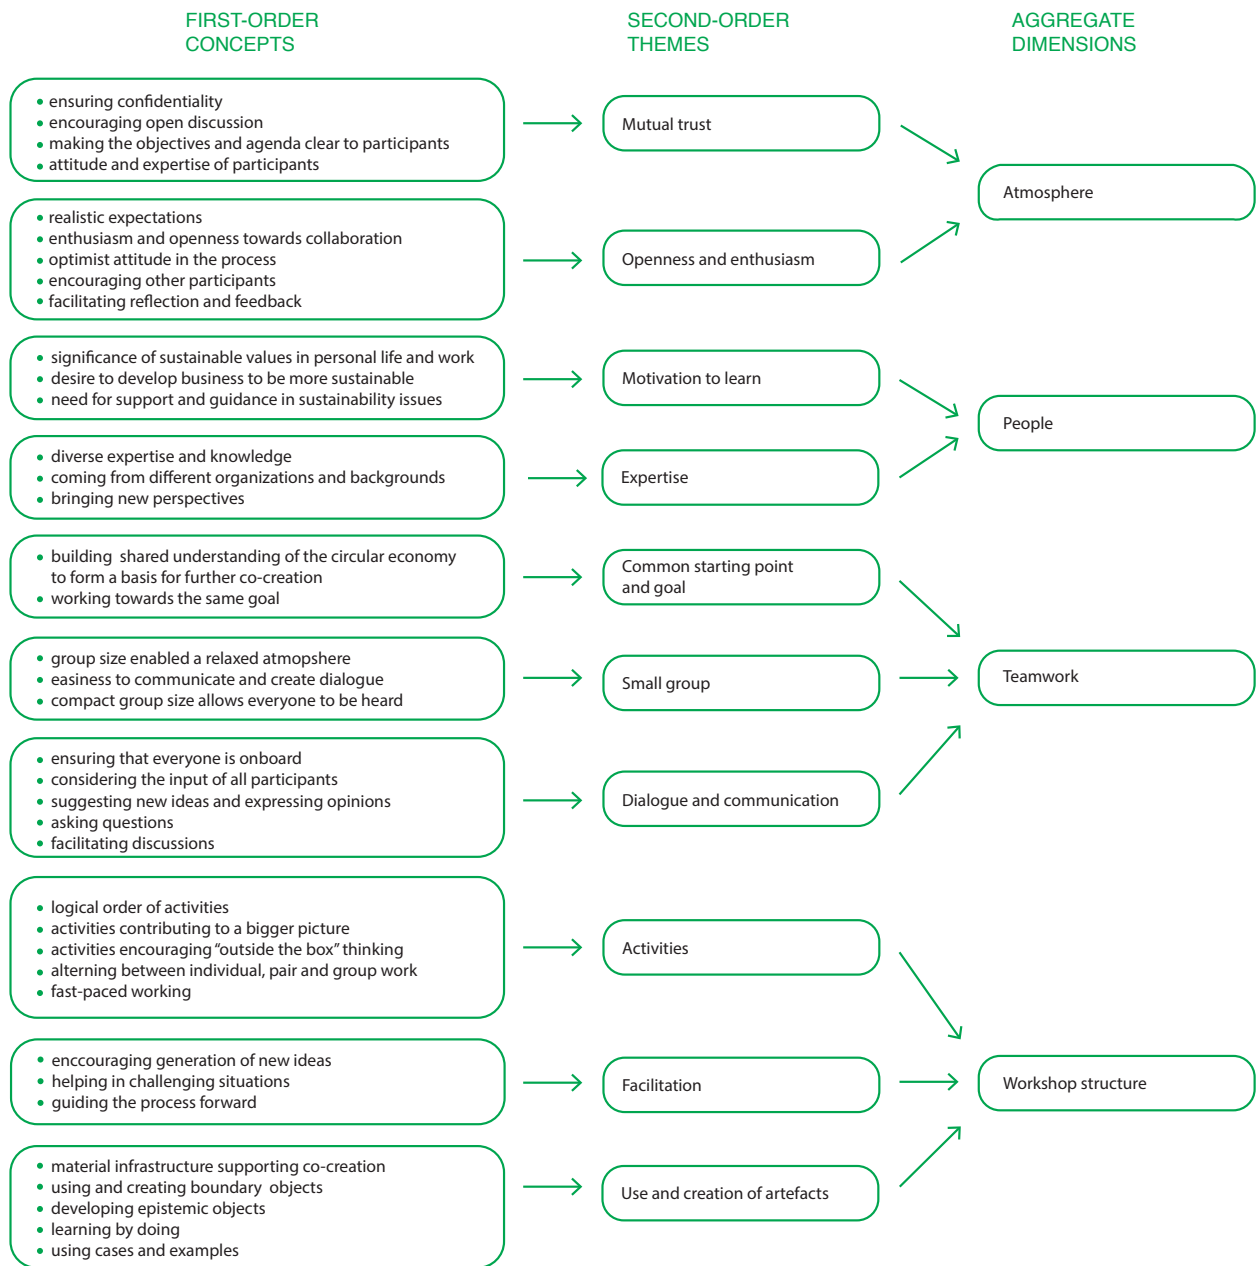 FIRST-ORDER
CONCEPTS
SECOND-ORDER
THEMES
AGGREGATE
DIMENSIONS
• ensuring confidentiality
• encouraging open discussion
• making the objectives and agenda clear to participants
• attitude and expertise of participants
Mutual trust
Atmosphere
• realistic expectations
• enthusiasm and openness towards collaboration
• optimist attitude in the process
• encouraging other participants
• facilitating reflection and feedback
Openness and enthusiasm
• significance of sustainable values in personal life and work
• desire to develop business to be more sustainable
• need for support and guidance in sustainability issues
Motivation to learn
People
• diverse expertise and knowledge
• coming from different organizations and backgrounds
• bringing new perspectives
Expertise
• building shared understanding of the circular economy
to form a basis for further co-creation
• working towards the same goal
Common starting point
and goal
• group size enabled a relaxed atmopshere
• easiness to communicate and create dialogue
• compact group size allows everyone to be heard
Small group
Teamwork
• ensuring that everyone is onboard
• considering the input of all participants
• suggesting new ideas and expressing opinions
• asking questions
• facilitating discussions
Dialogue and communication
• logical order of activities
• activities contributing to a bigger picture
• activities encouraging “outside the box” thinking
• alterning between individual, pair and group work
• fast-paced working
Activities
• enccouraging generation of new ideas
• helping in challenging situations
• guiding the process forward
Facilitation
Workshop structure
• material infrastructure supporting co-creation
• using and creating boundary objects
• developing epistemic objects
• learning by doing
• using cases and examples
Use and creation of artefacts